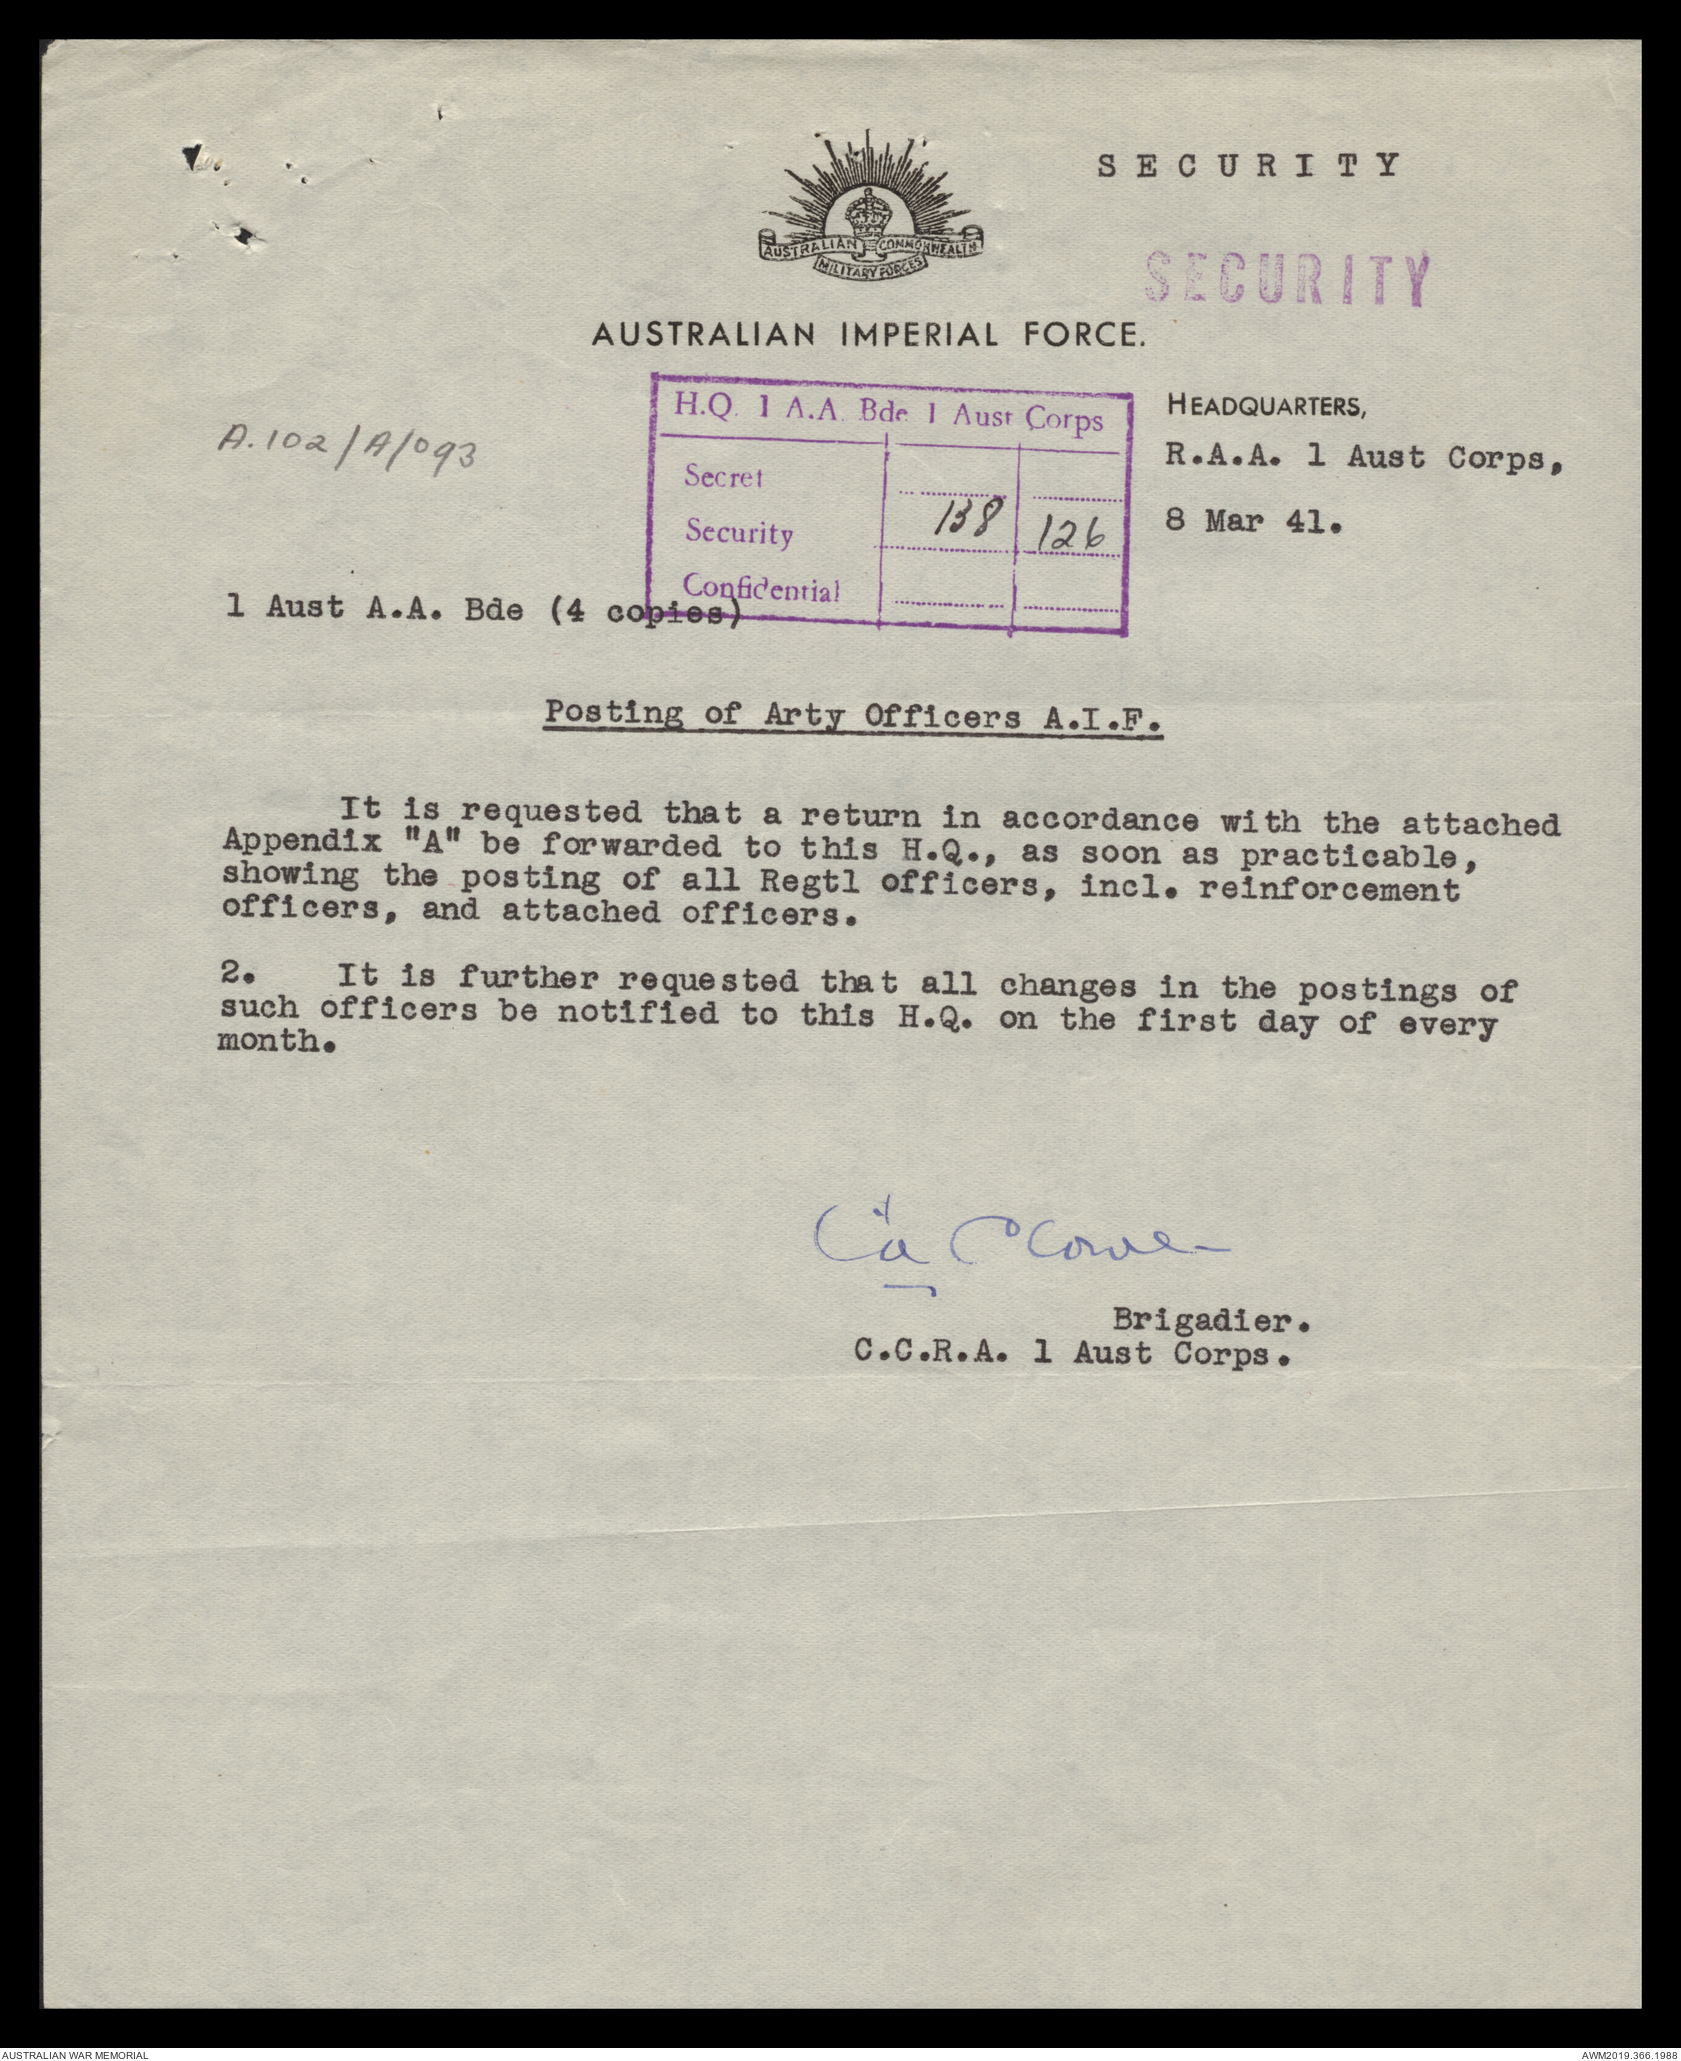 SECURITY
AUSTRALIAN COMMONWEALTH
MILITARY FORCES
SECURITY
AUSTRALIAN IMPERIAL FORCE.
H.Q. 1 A.A. Bde 1 Aust Corps
Secret
Security 138 126
Confidential
HEADQUARTERS,
R.A.A. 1 Aust Corps,
8 Mar 41.
A.102/A/093
1 Aust A.A. Bde (4 copies)
Posting of Arty Officers A.I.F.
It is requested that a return in accordance with the attached
Appendix "A" be forwarded to this H.Q., as soon as practicable,
showing the posting of all Regtl officers, incl. reinforcement
officers, and attached officers.
2. It is further requested that all changes in the postings of
such officers be notified to this H.Q. on the first day of every
month.
Brigadier.
C.C.R.A. 1 Aust Corps.
AUSTRALIAN WAR MEMORIAL
AWM2019.366.1988